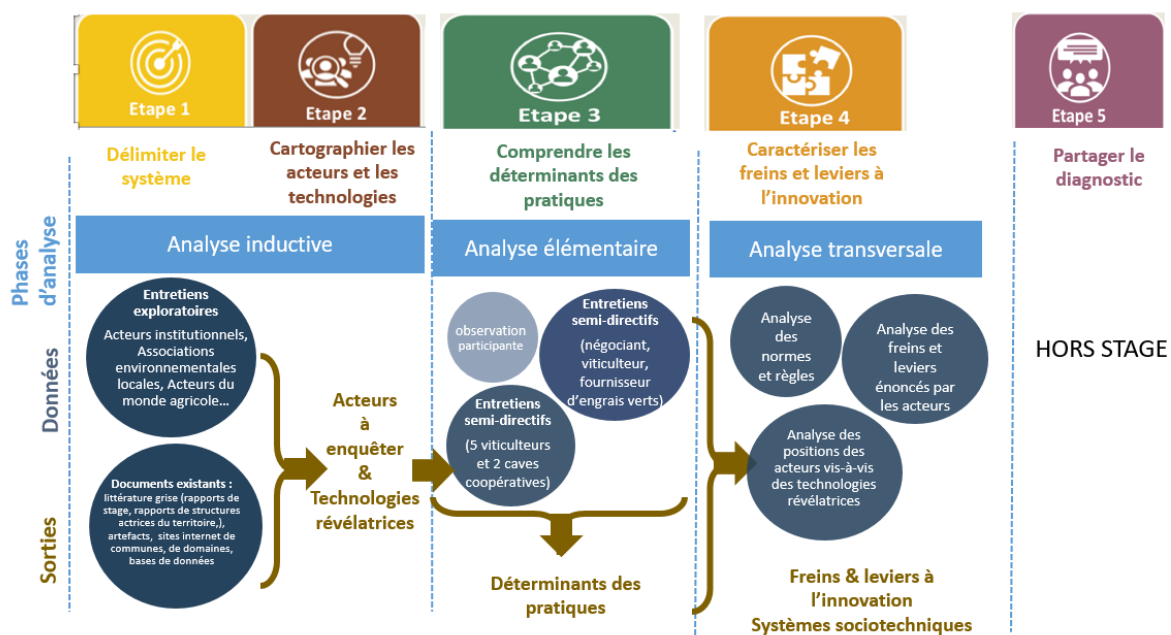 Etape 1
Etape 2
Etape 3
Etape 4
Etape 5
Délimiter le
système
Cartographier les
acteurs et les
technologies
Comprendre les
déterminants des
pratiques
Caractériser les
freins et leviers à
l'innovation
Partager le
diagnostic
Phases
d'analyse
Analyse inductive
Analyse élémentaire
Analyse transversale
Données
Entretiens
exploratoires
Acteurs institutionnels,
Associations
environnementales
locales, Acteurs du
monde agricole…
observation
participante
Entretiens
semi-directifs
(négociant,
viticulteur,
fournisseur
d'engrais verts)
Entretiens
semi-directifs
(5 viticulteurs
et 2 caves
coopératives)
Analyse
des
normes
et règles
Analyse des
freins et
leviers
énoncés par
les acteurs
Analyse des
positions des
acteurs vis-à-vis
des technologies
révélatrices
HORS STAGE
Acteurs
à
enquêter
&
Technologies
révélatrices
Documents existants :
littérature grise (rapports de
stage, rapports de structures
actrices du territoire,),
artefacts, sites internet de
communes, de domaines,
bases de données
Sorties
Déterminants des
pratiques
Freins & leviers à
l'innovation
Systèmes sociotechniques